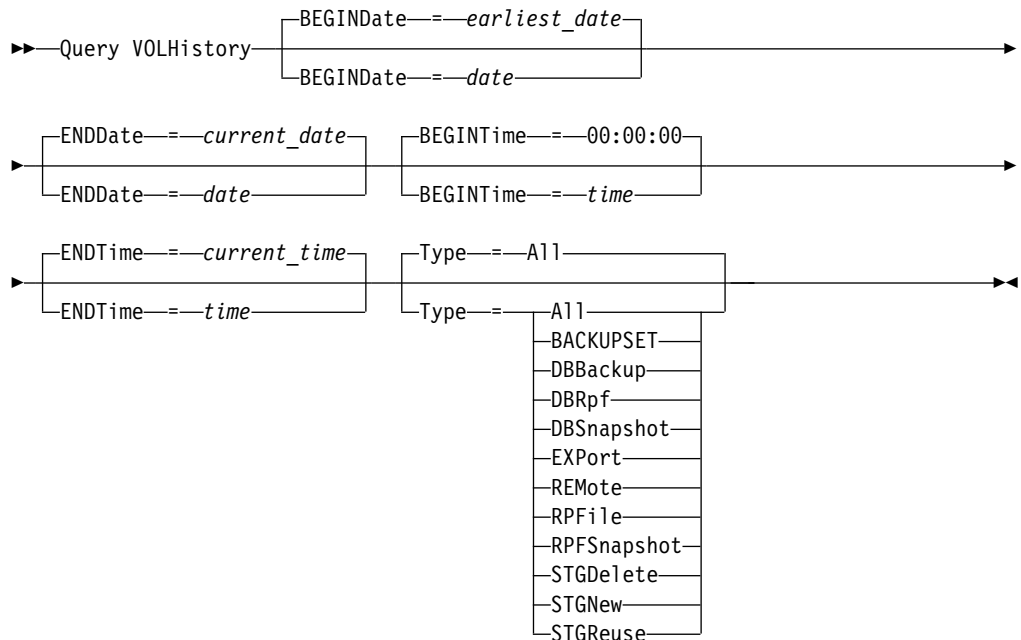 BEGINDate = earliest_date
Query VOLHistory
BEGINDate = date
ENDDate = current_date BEGINTime = 00:00:00
ENDDate = date BEGINTime = time
ENDTime = current_time Type = All
ENDTime = time Type = All
BACKUPSET
DBBackup
DBRpf
DBSnapshot
EXPort
REMote
RPFile
RPFSnapshot
STGDelete
STGNew
STGReuse